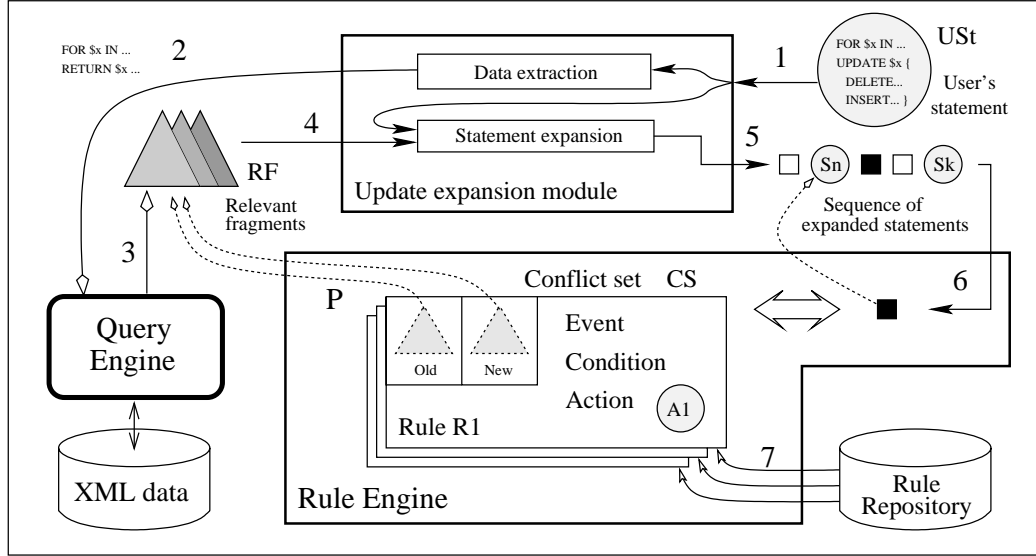 FOR $x IN ...
RETURN $x ...
2
Data extraction
1
FOR $x IN ...
UPDATE $x {
DELETE...
INSERT... }
USt
User's
statement
4
Statement expansion
5
RF
Update expansion module
Relevant
fragments
Sn
Sk
Sequence of
expanded statements
3
6
P
Conflict set CS
Query
Engine
Old
New
Event
Condition
Action
A1
Rule R1
7
XML data
Rule Engine
Rule
Repository